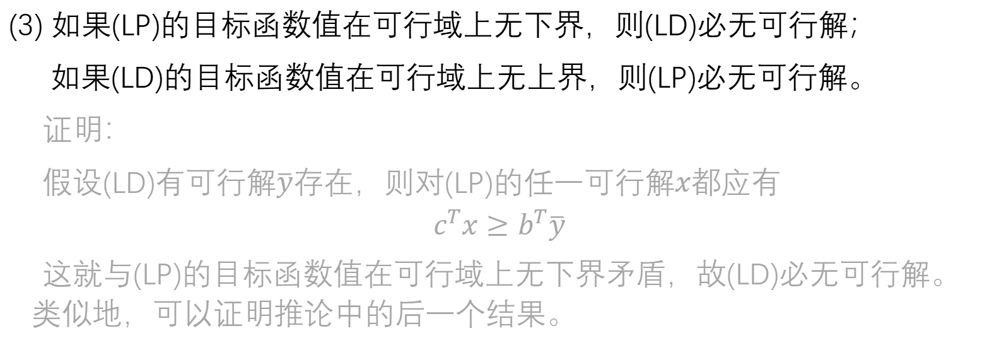 (3) 如果(LP)的目标函数值在可行域上无下界，则(LD)必无可行解；
如果(LD)的目标函数值在可行域上无上界，则(LP)必无可行解。
证明：
假设(LD)有可行解ȳ存在，则对(LP)的任一可行解x都应有
cᵀx ≥ bᵀȳ
这就与(LP)的目标函数值在可行域上无下界矛盾，故(LD)必无可行解。
类似地，可以证明推论中的后一个结果。